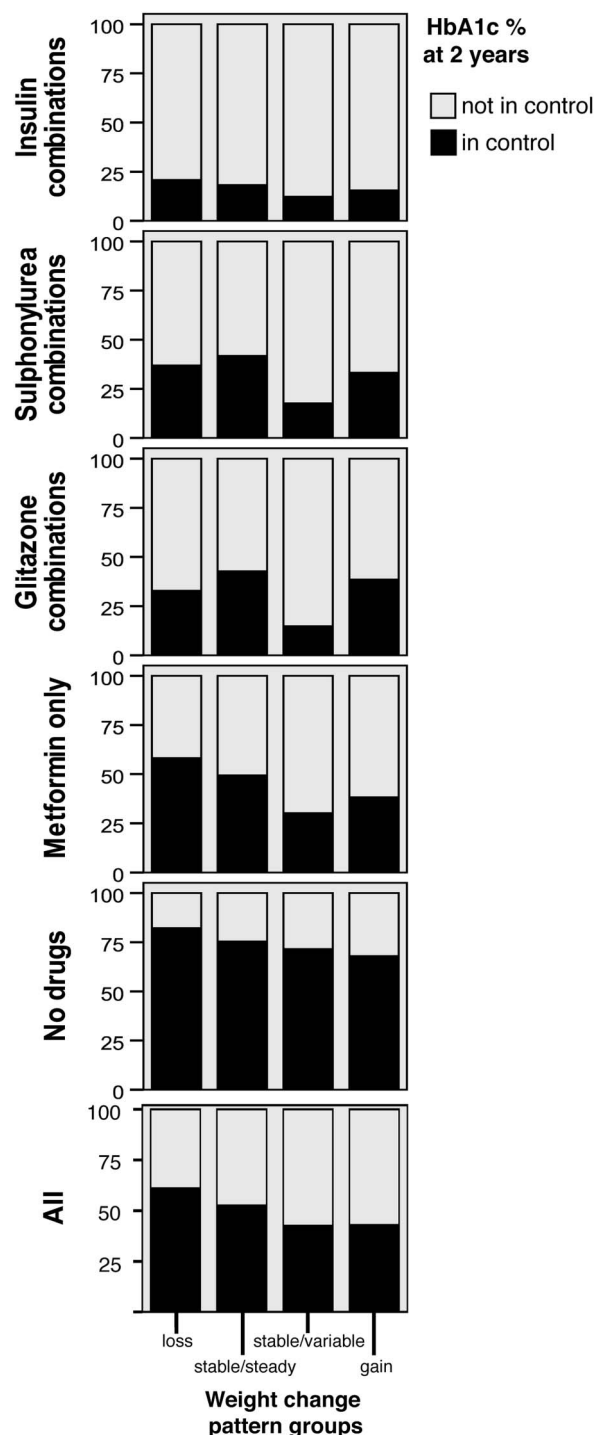 HbA1c %
at 2 years
not in control
in control
Insulin
combinations
100
75
50
25
0
Sulphonylurea
combinations
100
75
50
25
0
Glitazone
combinations
100
75
50
25
0
Metformin only
100
75
50
25
0
No drugs
100
75
50
25
0
All
100
75
50
25
loss
stable/steady
stable/variable
gain
Weight change
pattern groups